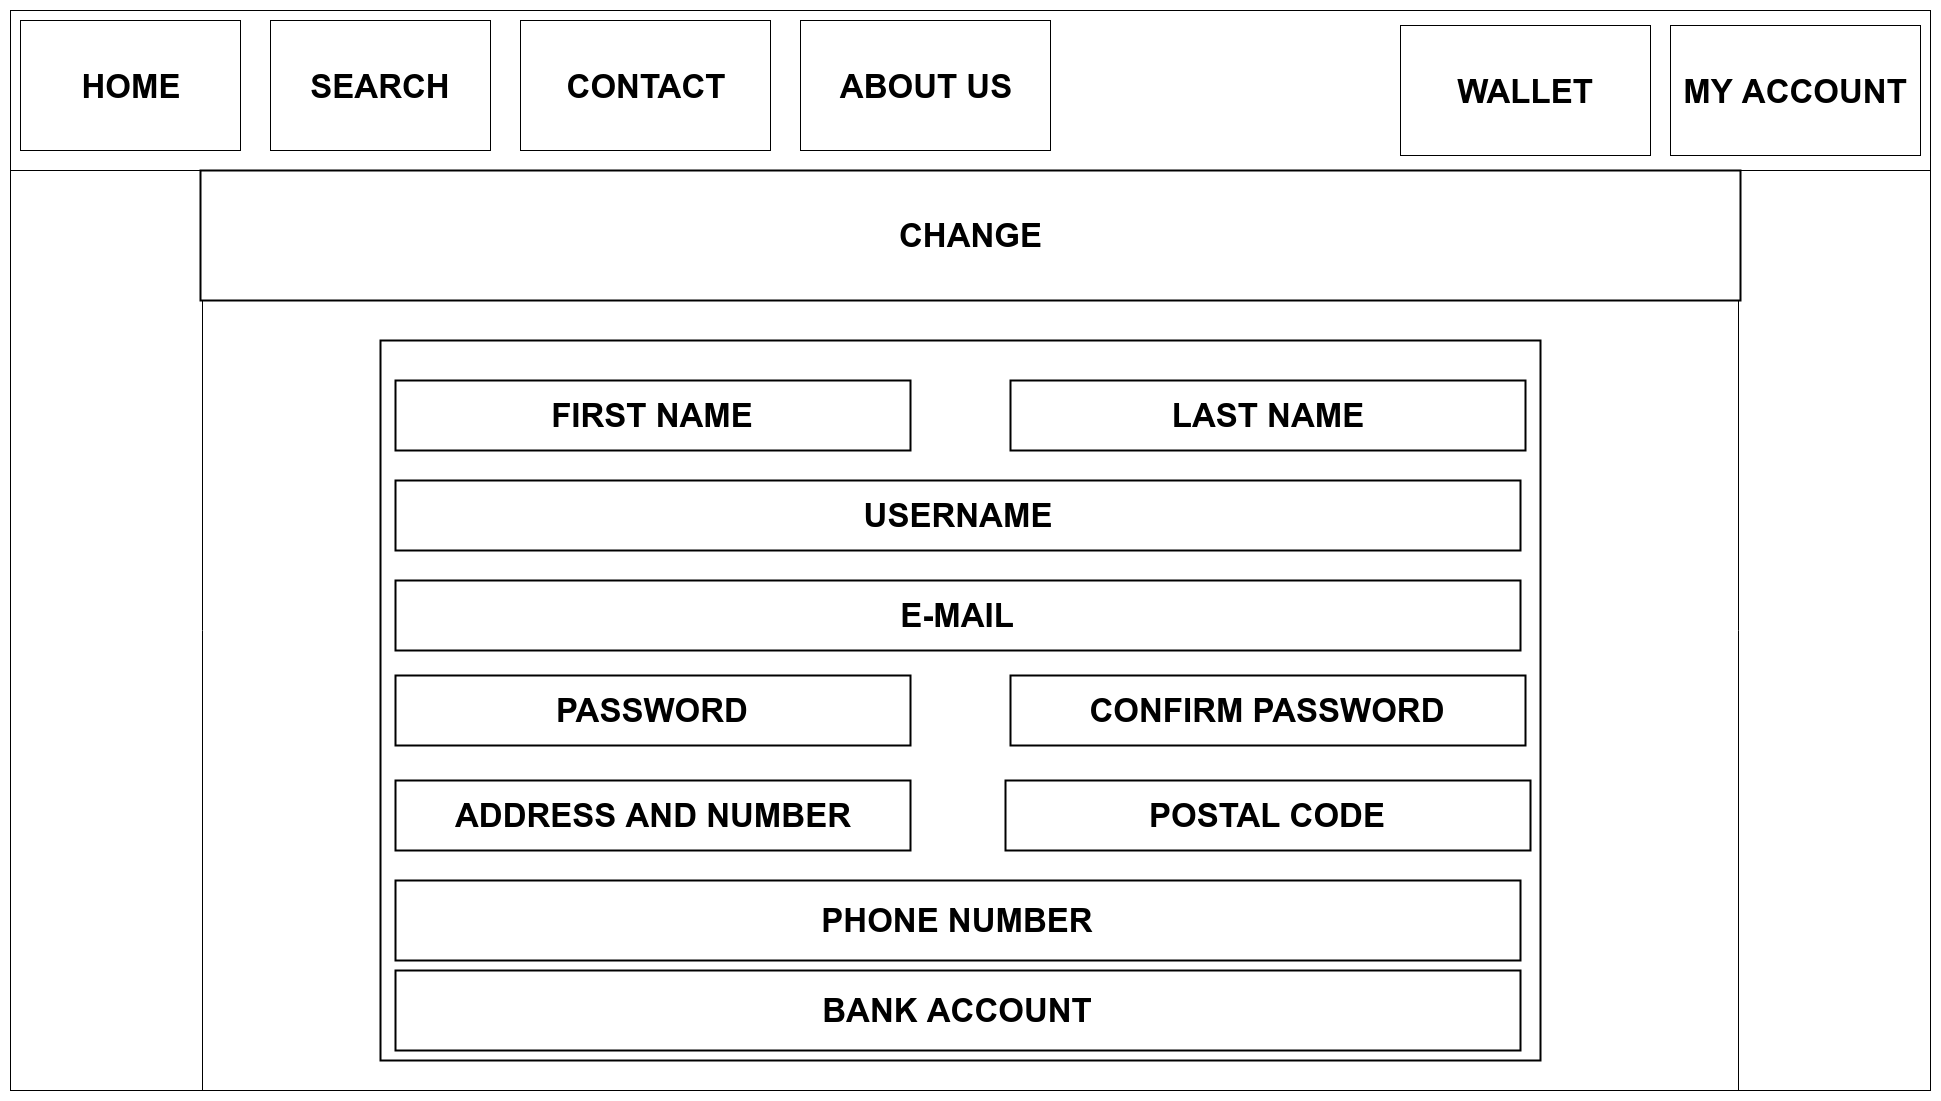 HOME
SEARCH
CONTACT
ABOUT US
WALLET
MY ACCOUNT
CHANGE
FIRST NAME
LAST NAME
USERNAME
E-MAIL
PASSWORD
CONFIRM PASSWORD
ADDRESS AND NUMBER
POSTAL CODE
PHONE NUMBER
BANK ACCOUNT